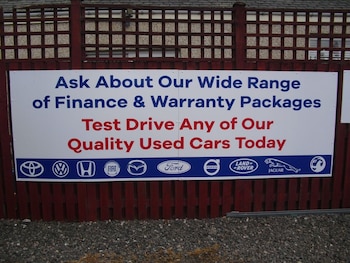 Ask About Our Wide Range
of Finance & Warranty Packages
Test Drive Any of Our
Quality Used Cars Today
Ford
LAND-ROVER
JAGUAR